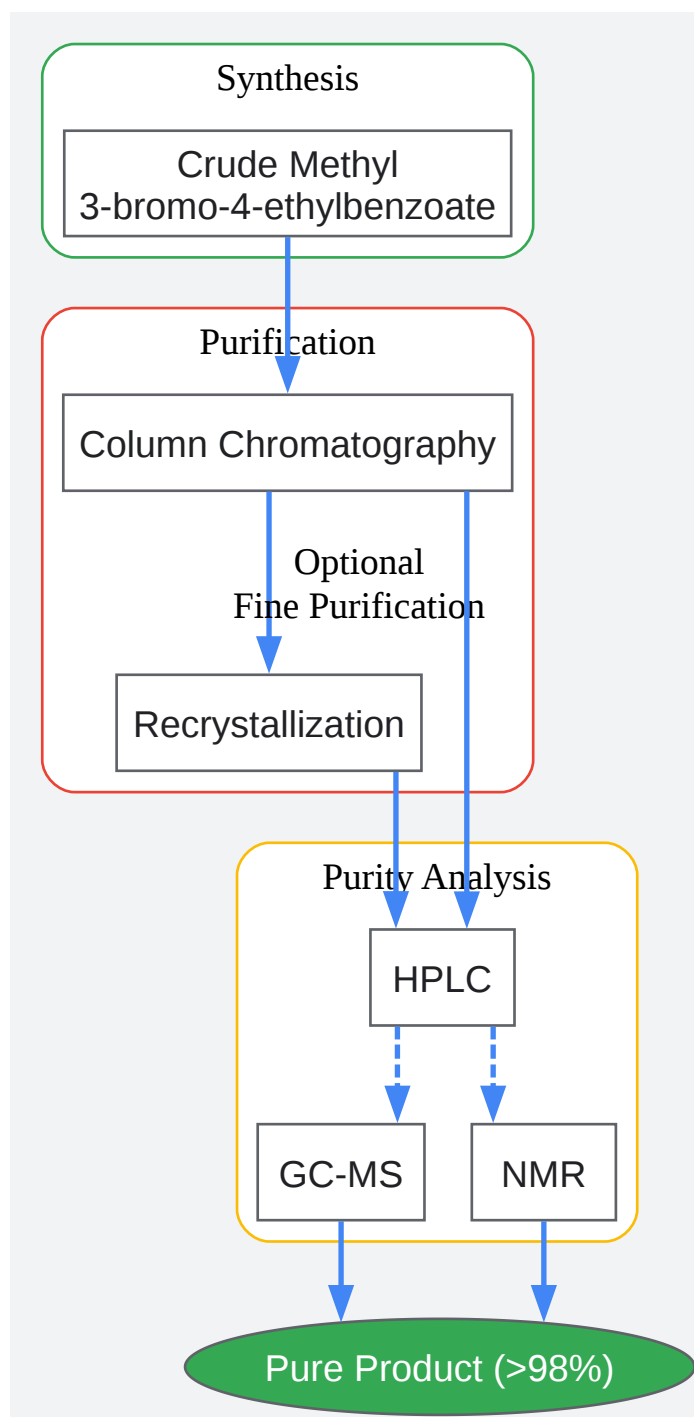 Synthesis
Crude Methyl
3-bromo-4-ethylbenzoate
Purification
Column Chromatography
Optional
Fine Purification
Recrystallization
Purity Analysis
HPLC
GC-MS
NMR
Pure Product (>98%)